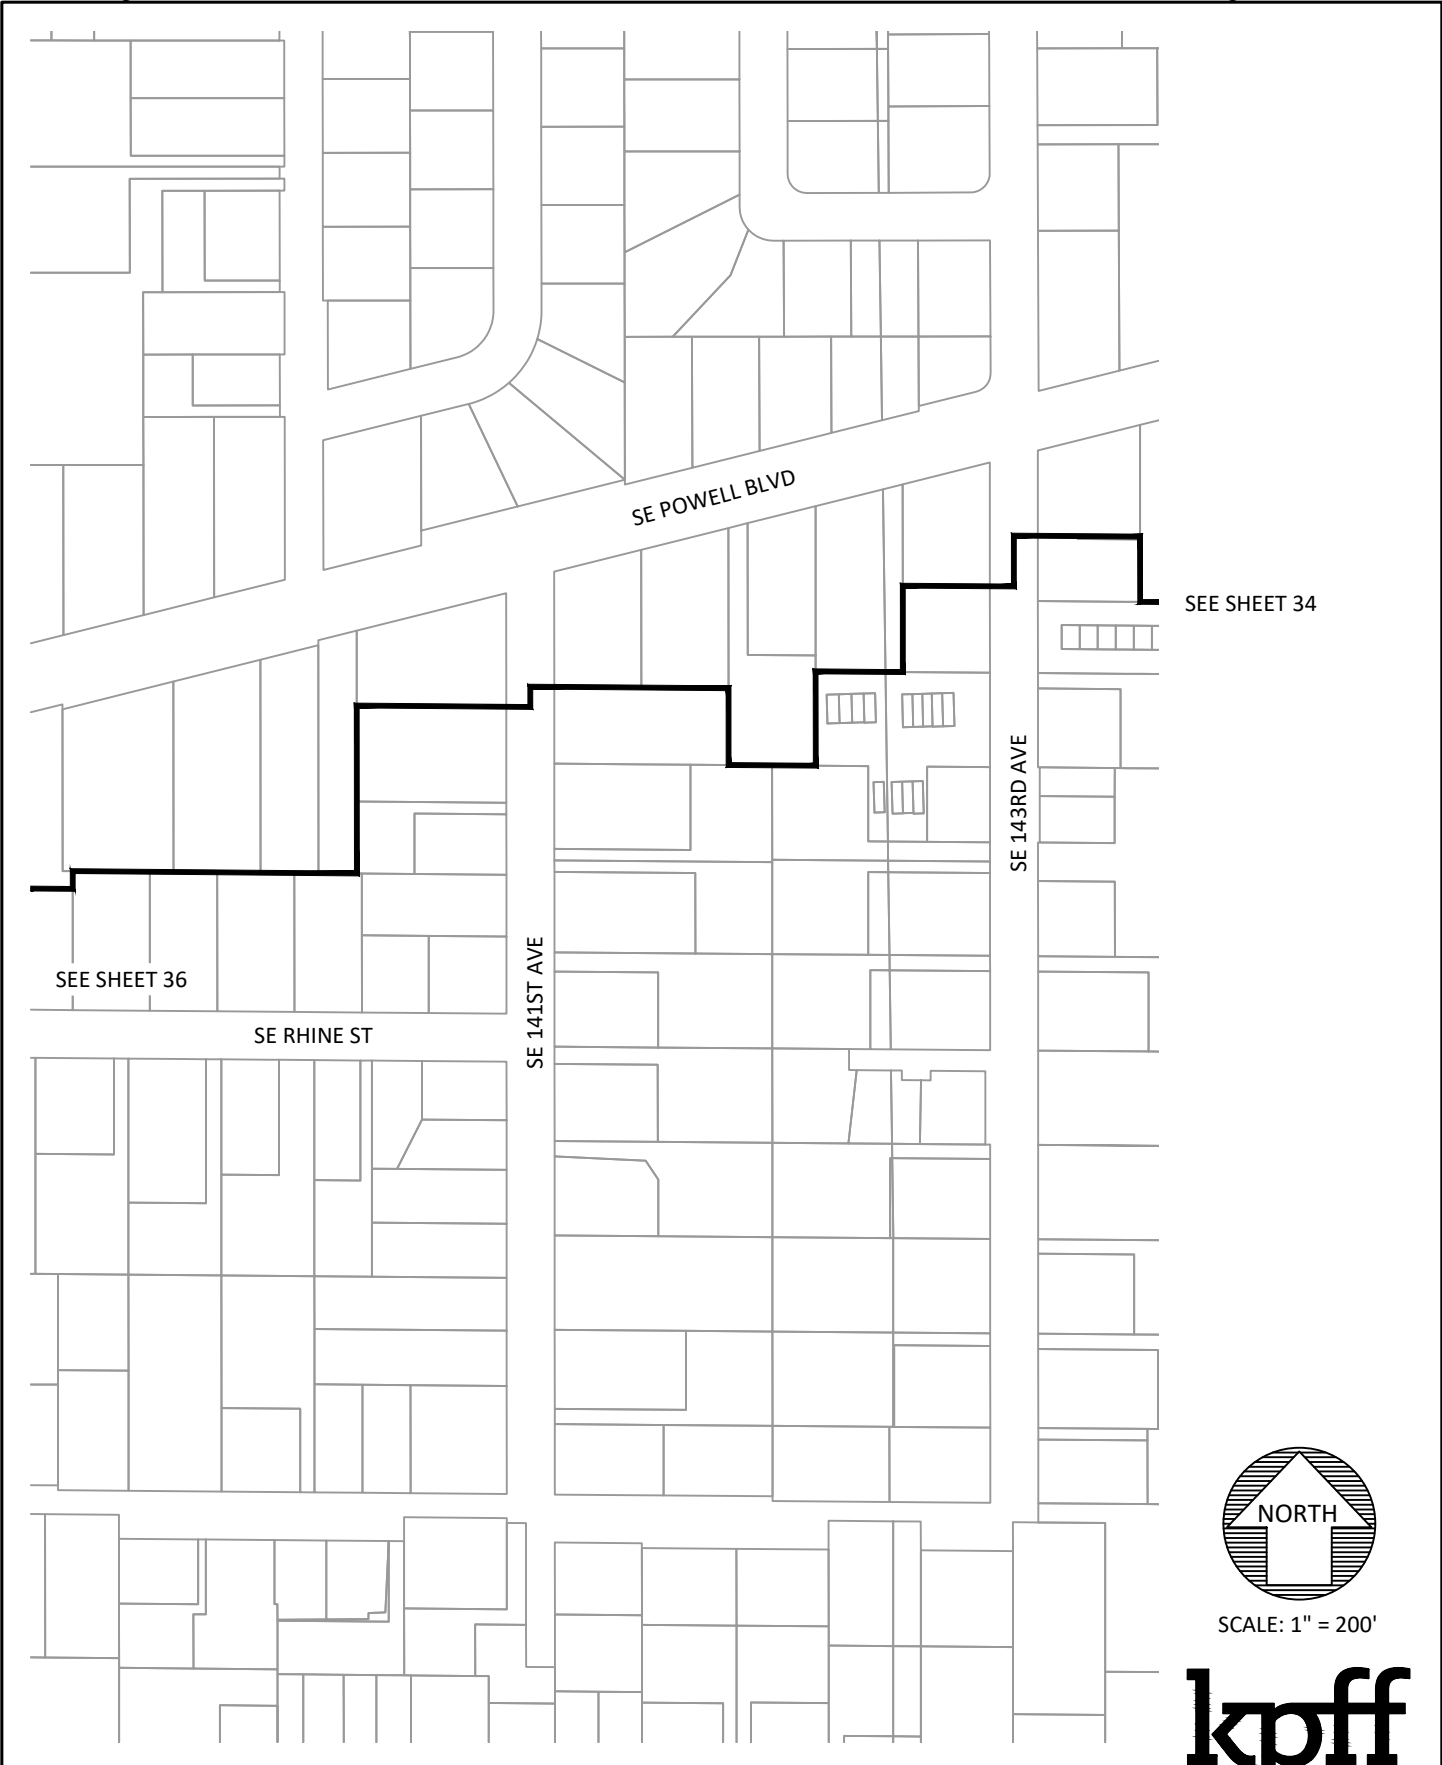 SE POWELL BLVD
SEE SHEET 34
SE 143RD AVE
SE 141ST AVE
SEE SHEET 36
SE RHINE ST
NORTH
SCALE: 1" = 200'
kpff